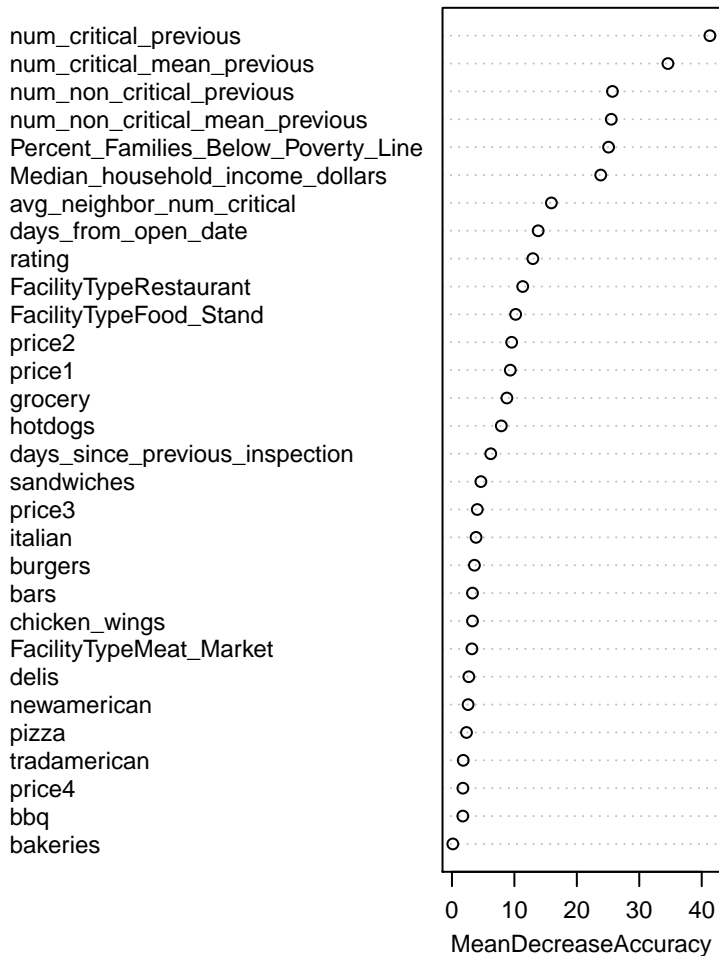 num_critical_previous
num_critical_mean_previous
num_non_critical_previous
num_non_critical_mean_previous
Percent_Families_Below_Poverty_Line
Median_household_income_dollars
avg_neighbor_num_critical
days_from_open_date
rating
FacilityTypeRestaurant
FacilityTypeFood_Stand
price2
price1
grocery
hotdogs
days_since_previous_inspection
sandwiches
price3
italian
burgers
bars
chicken_wings
FacilityTypeMeat_Market
delis
newamerican
pizza
tradamerican
price4
bbq
bakeries
0 10 20 30 40
MeanDecreaseAccuracy